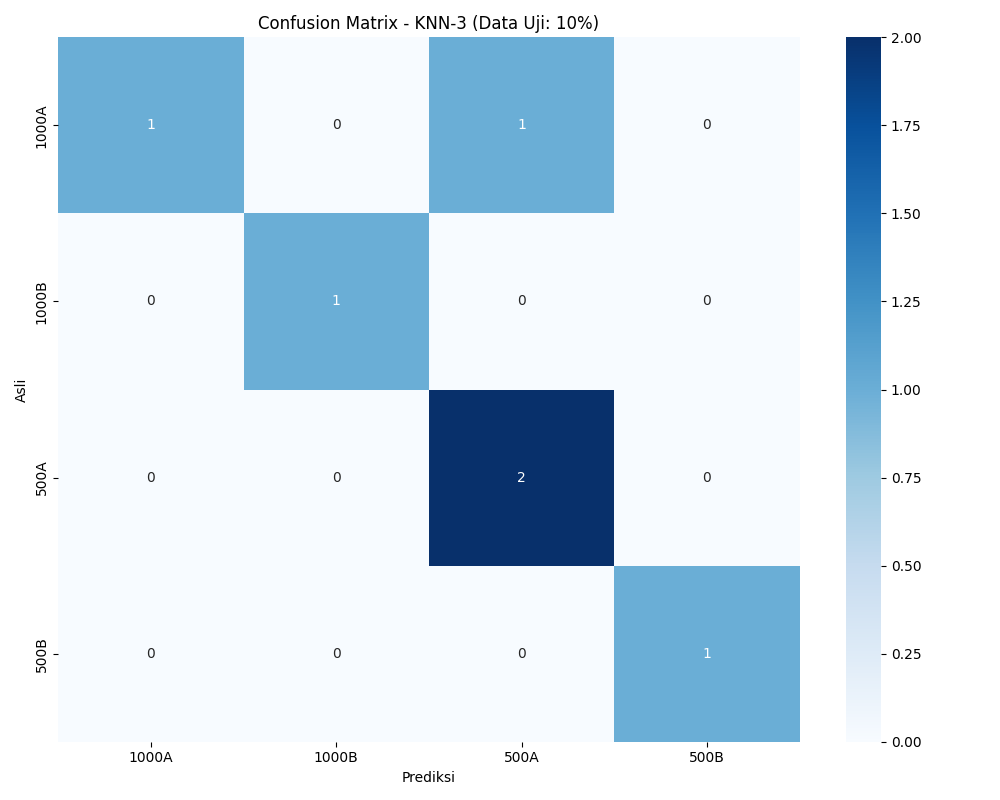 Confusion Matrix - KNN-3 (Data Uji: 10%)
Asli
1000A
1 0 1 0
1000B
0 1 0 0
500A
0 0 2 0
500B
0 0 0 1
1000A 1000B 500A 500B
Prediksi
2.00
1.75
1.50
1.25
1.00
0.75
0.50
0.25
0.00